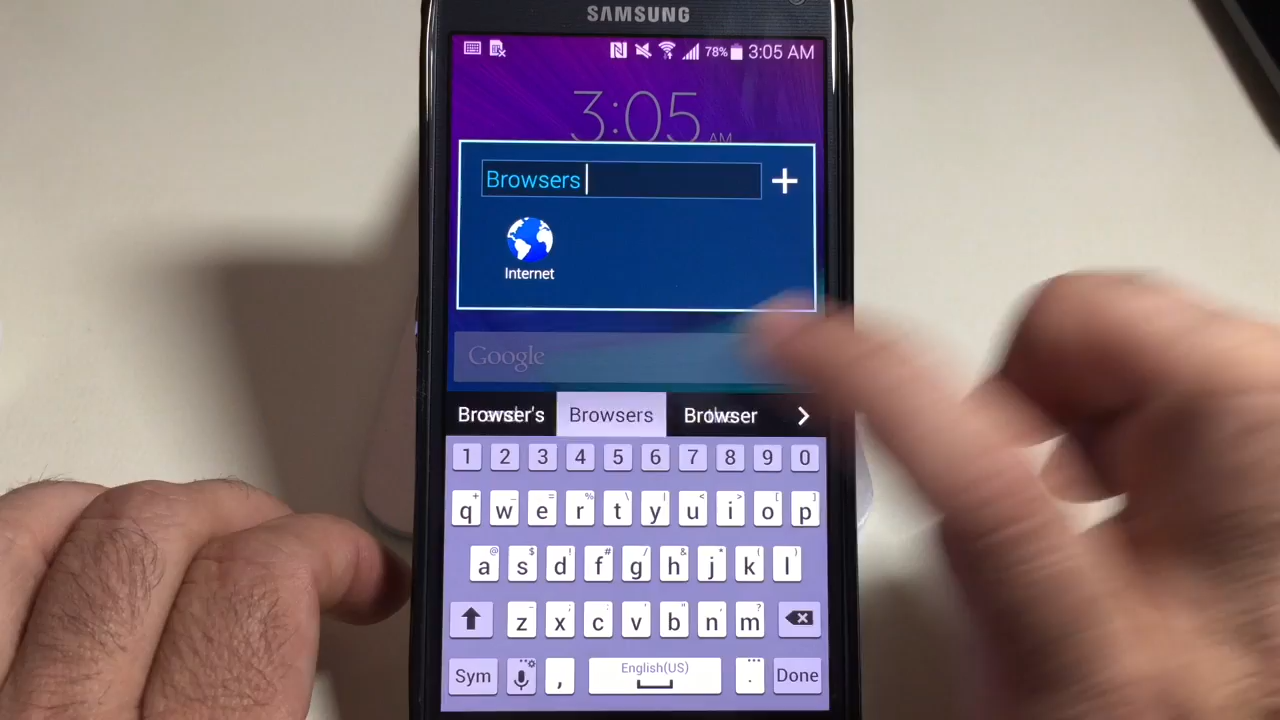 SAMSUNG
78% 3:05 AM
3:05 AM
Browsers
Internet
Google
Browser's Browsers Browser
1 2 3 4 5 6 7 8 9 0
q w e r t y u i o p
a s d f g h j k l
z x c v b n m
Sym , English(US) . Done